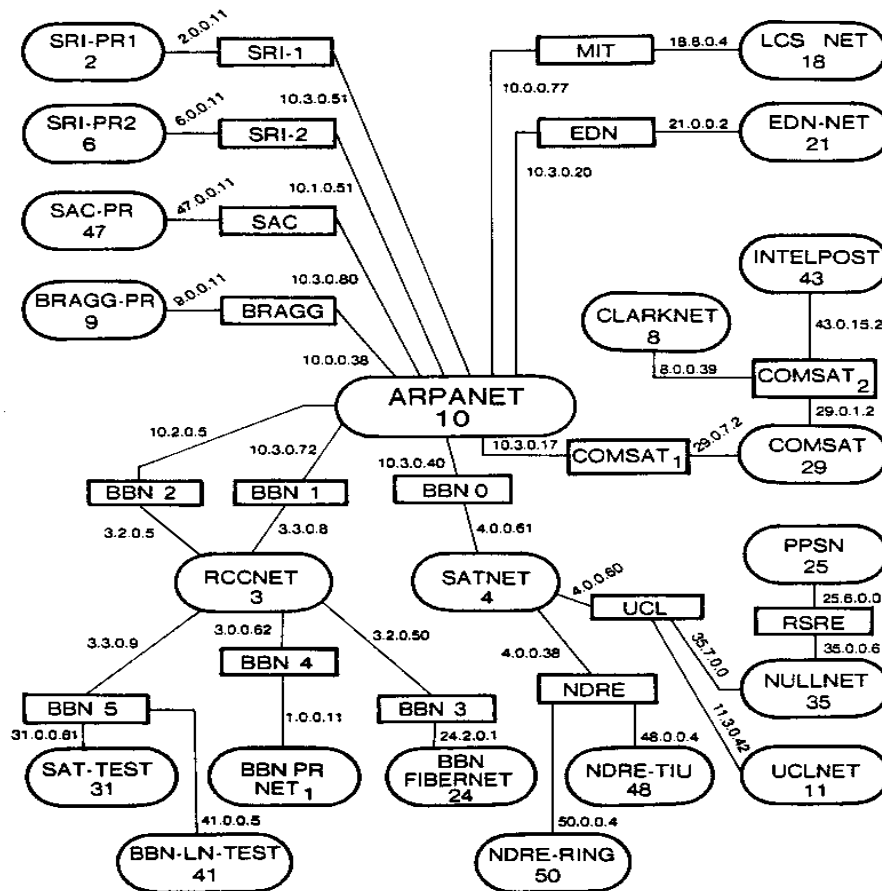 SRI-PR1
2
2.0.0.11
SRI-1
10.3.0.51
MIT
10.0.0.77
18.8.0.4
LCS NET
18
SRI-PR2
6
6.0.0.11
SRI-2
10.1.0.51
EDN
10.3.0.20
21.0.0.2
EDN-NET
21
SAC-PR
47
47.0.0.11
SAC
10.3.0.80
INTELPOST
43
BRAGG-PR
9
9.0.0.11
BRAGG
10.0.0.38
CLARKNET
8
43.0.15.2
8.0.0.39
COMSAT2
ARPANET
10
29.0.1.2
10.2.0.5
10.3.0.72
10.3.0.40
10.3.0.17
COMSAT1
29.0.7.2
COMSAT
29
BBN 2
BBN 1
BBN 0
3.2.0.5
3.3.0.8
4.0.0.61
RCCNET
3
SATNET
4
4.0.0.60
UCL
PPSN
25
25.6.0.0
RSRE
35.0.0.6
3.3.0.9
3.0.0.62
3.2.0.50
4.0.0.38
35.7.0.0
11.3.0.42
NULLNET
35
BBN 4
BBN 5
31.0.0.61
1.0.0.11
BBN 3
24.2.0.1
NDRE
48.0.0.4
SAT-TEST
31
BBN PR
NET1
BBN
FIBERNET
24
NDRE-TIU
48
UCLNET
11
41.0.0.5
50.0.0.4
BBN-LN-TEST
41
NDRE-RING
50